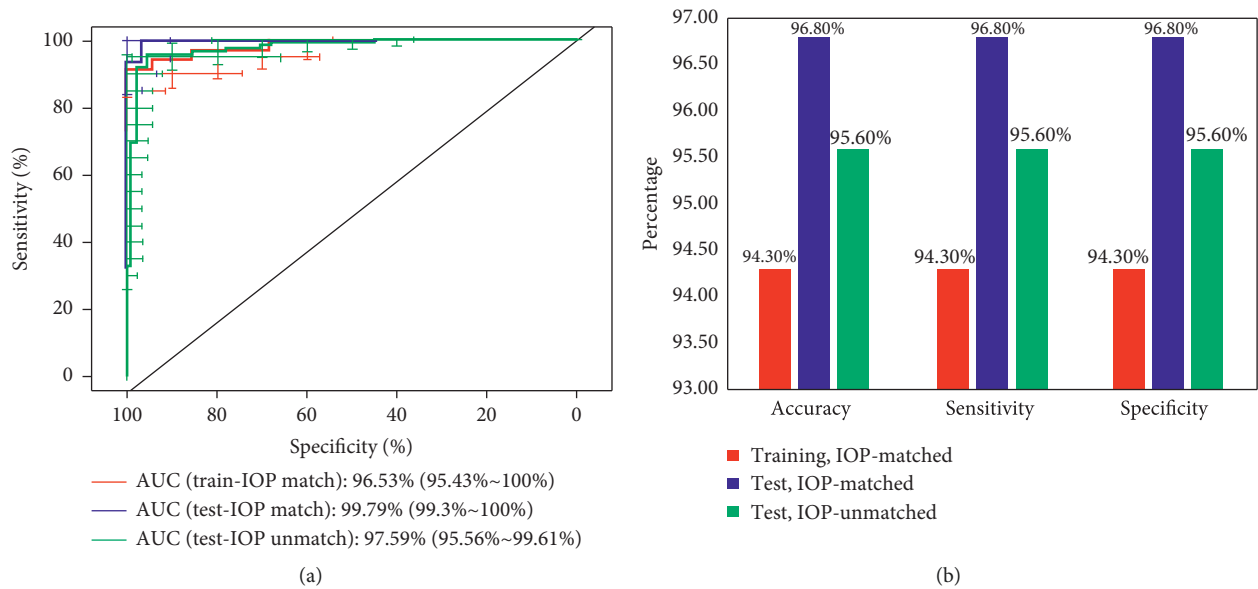 100
80
60
40
20
0
Sensitivity (%)
100
80
60
40
20
0
Specificity (%)
AUC (train-IOP match): 96.53% (95.43%~100%)
AUC (test-IOP match): 99.79% (99.3%~100%)
AUC (test-IOP unmatch): 97.59% (95.56%~99.61%)
(a)
97.00
96.50
96.00
95.50
95.00
94.50
94.00
93.50
93.00
Percentage
94.30%
96.80%
95.60%
94.30%
96.80%
95.60%
94.30%
96.80%
95.60%
Accuracy
Sensitivity
Specificity
Training, IOP-matched
Test, IOP-matched
Test, IOP-unmatched
(b)